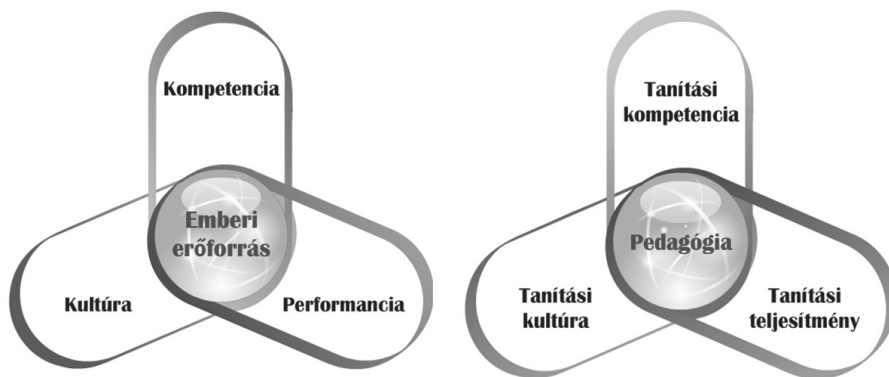 Kompetencia
Emberi
erőforrás
Kultúra
Performancia
Tanítási
kompetencia
Pedagógia
Tanítási
kultúra
Tanítási
teljesítmény